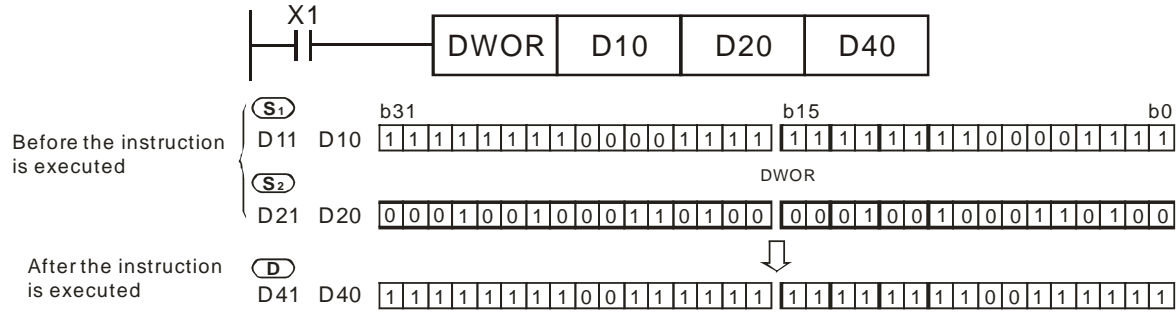 X1
DWOR D10 D20 D40
S1
b31 b15 b0
Before the instruction
is executed
D11 D10 1 1 1 1 1 1 1 0 0 0 0 1 1 1 1 1 1 1 1 1 1 1 1 0 0 0 0 1 1 1 1
DWOR
S2
D21 D20 0 0 0 1 0 0 1 0 0 0 1 1 0 1 0 0 0 0 0 1 0 0 1 0 0 0 1 1 0 1 0 0
After the instruction
is executed
D
D41 D40 1 1 1 1 1 1 1 0 0 1 1 1 1 1 1 1 1 1 1 1 1 1 0 0 1 1 1 1 1 1